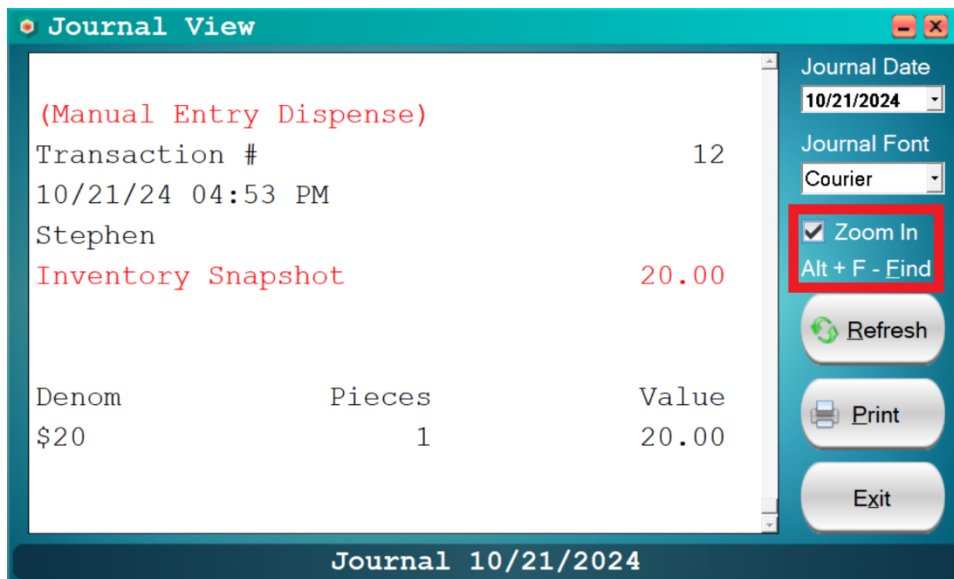 Journal View
(Manual Entry Dispense)
Transaction # 12
10/21/24 04:53 PM
Stephen
Inventory Snapshot 20.00
Denom Pieces Value
$20 1 20.00
Journal Date
10/21/2024
Journal Font
Courier
Zoom In
Alt + F - Find
Refresh
Print
Exit
Journal 10/21/2024